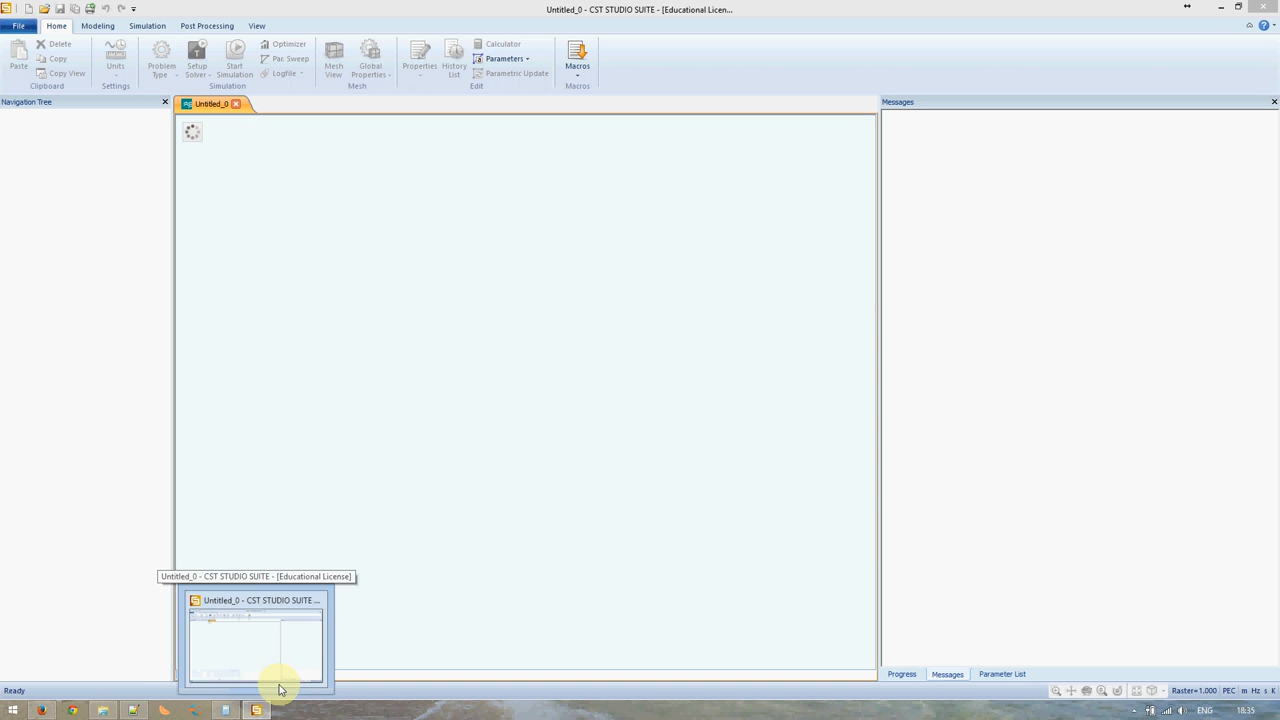 Untitled_0 - CST STUDIO SUITE - [Educational Licen...
File
Home
Modeling
Simulation
Post Processing
View
Paste
Delete
Copy
Copy View
Clipboard
Units
Settings
Problem Type
Setup Solver
Start Simulation
Optimizer
Par. Sweep
Logfile
Simulation
Mesh View
Global Properties
Mesh
Properties
History List
Calculator
Parameters
Parametric Update
Edit
Macros
Macros
Navigation Tree
Untitled_0
Messages
Untitled_0 - CST STUDIO SUITE - [Educational License]
Untitled_0 - CST STUDIO SUITE ...
Progress
Messages
Parameter List
Ready
Raster=1.000 PEC m Hz s K
ENG
18:35